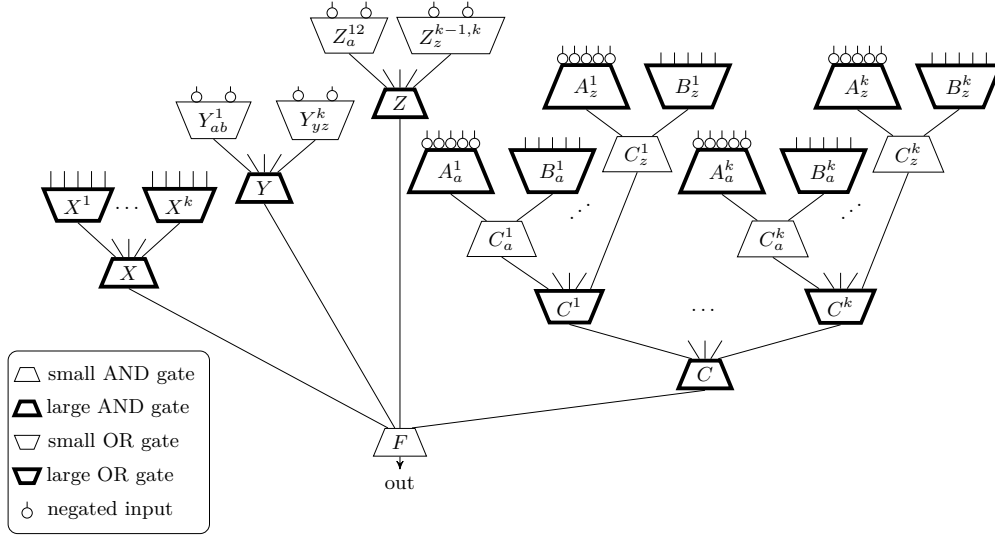 Z_a^{12} Z_z^{k-1,k}
A_z^1 B_z^1 A_z^k B_z^k
Y_{ab}^1 Y_{yz}^k Z
A_a^1 B_a^1 C_z^1 A_a^k B_a^k C_z^k
X^1 ... X^k Y
C_a^1 ... C_a^k ...
X
C^1 ... C^k
C
small AND gate
large AND gate
small OR gate
large OR gate
negated input
F
out